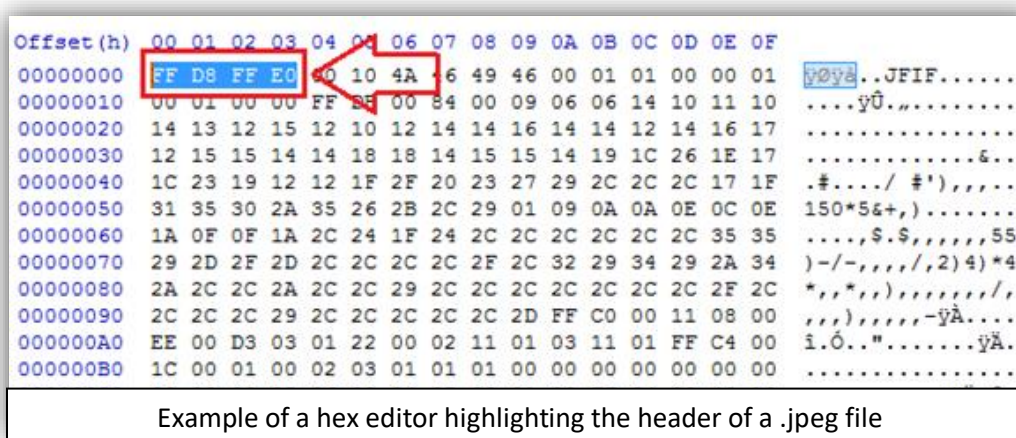 Offset(h) 00 01 02 03 04 05 06 07 08 09 0A 0B 0C 0D 0E 0F
00000000 FF D8 FF E0 00 10 4A 46 49 46 00 01 01 00 00 01 ÿØÿà..JFIF......
00000010 00 01 00 00 FF DB 00 84 00 09 06 06 14 10 11 10 ....ÿÛ.„........
00000020 14 13 12 15 12 10 12 14 14 16 14 14 12 14 16 17 ................
00000030 12 15 15 14 14 18 18 14 15 15 14 19 1C 26 1E 17 .............&..
00000040 1C 23 19 12 12 1F 2F 20 23 27 29 2C 2C 2C 17 1F .#..../ #'),,,..
00000050 31 35 30 2A 35 26 2B 2C 29 01 09 0A 0A 0E 0C 0E 150*5&+,).......
00000060 1A 0F 0F 1A 2C 24 1F 24 2C 2C 2C 2C 2C 2C 35 35 ....,$.$,,,,,,55
00000070 29 2D 2F 2D 2C 2C 2C 2C 2F 2C 32 29 34 29 2A 34 )-/-,,,,/,2)4)*4
00000080 2A 2C 2C 2A 2C 2C 29 2C 2C 2C 2C 2C 2C 2C 2F 2C *,,*,,),,,,,,,/,
00000090 2C 2C 2C 29 2C 2C 2C 2C 2C 2D FF C0 00 11 08 00 ,,,),,,,,-ÿÀ....
000000A0 EE 00 D3 03 01 22 00 02 11 01 03 11 01 FF C4 00 î.Ó..".......ÿÄ.
000000B0 1C 00 01 00 02 03 01 01 01 00 00 00 00 00 00 00 ................
Example of a hex editor highlighting the header of a .jpeg file